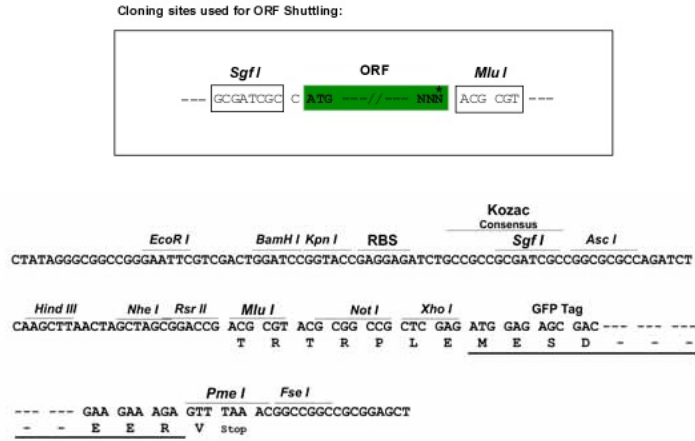 Cloning sites used for ORF Shuttling:
Sgf I ORF Mlu I
--- GCGATCGC C ATG ---//--- NNN* ACG CGT ---
Kozac
Consensus
EcoR I BamH I Kpn I RBS Sgf I Asc I
CTATAGGGCGGCCGGGAATTCGTCGACTGGATCCGGTACCGAGGAGATCTGCCGCCGCGATCGCCGGCGCGCCAGATCT
Hind III Nhe I Rsr II Mlu I Not I Xho I GFP Tag
CAAGCTTAACTAGCTAGCGGACCG ACG CGT ACG CGG CCG CTC GAG ATG GAG AGC GAC--- --- ---
T R T R P L E M E S D - - -
Pme I Fse I
--- --- GAA GAA AGA GTT TAA ACGGCCGGCCGCGGAGCT
- - E E R V Stop